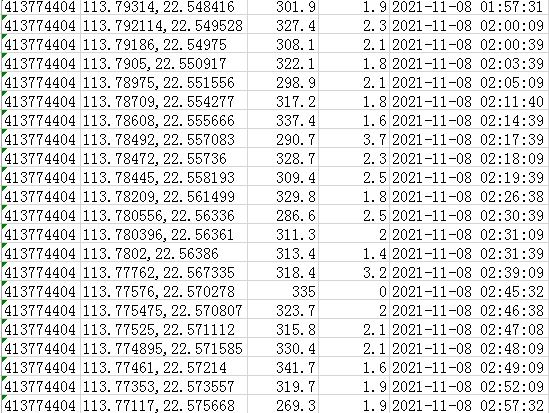 413774404 113.79314,22.548416 301.9 1.9 2021-11-08 01:57:31
413774404 113.792114,22.549528 327.4 2.3 2021-11-08 02:00:09
413774404 113.79186,22.54975 308.1 2.1 2021-11-08 02:00:39
413774404 113.7905,22.550917 322.1 1.8 2021-11-08 02:03:39
413774404 113.78975,22.551556 298.9 2.1 2021-11-08 02:05:09
413774404 113.78709,22.554277 317.2 1.8 2021-11-08 02:11:40
413774404 113.78608,22.555666 337.4 1.6 2021-11-08 02:14:39
413774404 113.78492,22.557083 290.7 3.7 2021-11-08 02:17:39
413774404 113.78472,22.55736 328.7 2.3 2021-11-08 02:18:09
413774404 113.78445,22.558193 309.4 2.5 2021-11-08 02:19:39
413774404 113.78209,22.561499 329.8 1.8 2021-11-08 02:26:38
413774404 113.780556,22.56336 286.6 2.5 2021-11-08 02:30:39
413774404 113.780396,22.56361 311.3 2 2021-11-08 02:31:09
413774404 113.7802,22.56386 313.4 1.4 2021-11-08 02:31:39
413774404 113.77762,22.567335 318.4 3.2 2021-11-08 02:39:09
413774404 113.77576,22.570278 335 0 2021-11-08 02:45:32
413774404 113.775475,22.570807 323.7 2 2021-11-08 02:46:38
413774404 113.77525,22.571112 315.8 2.1 2021-11-08 02:47:08
413774404 113.774895,22.571585 330.4 2.1 2021-11-08 02:48:09
413774404 113.77461,22.57214 341.7 1.6 2021-11-08 02:49:09
413774404 113.77353,22.573557 319.7 1.9 2021-11-08 02:52:09
413774404 113.77117,22.575668 269.3 1.9 2021-11-08 02:57:32